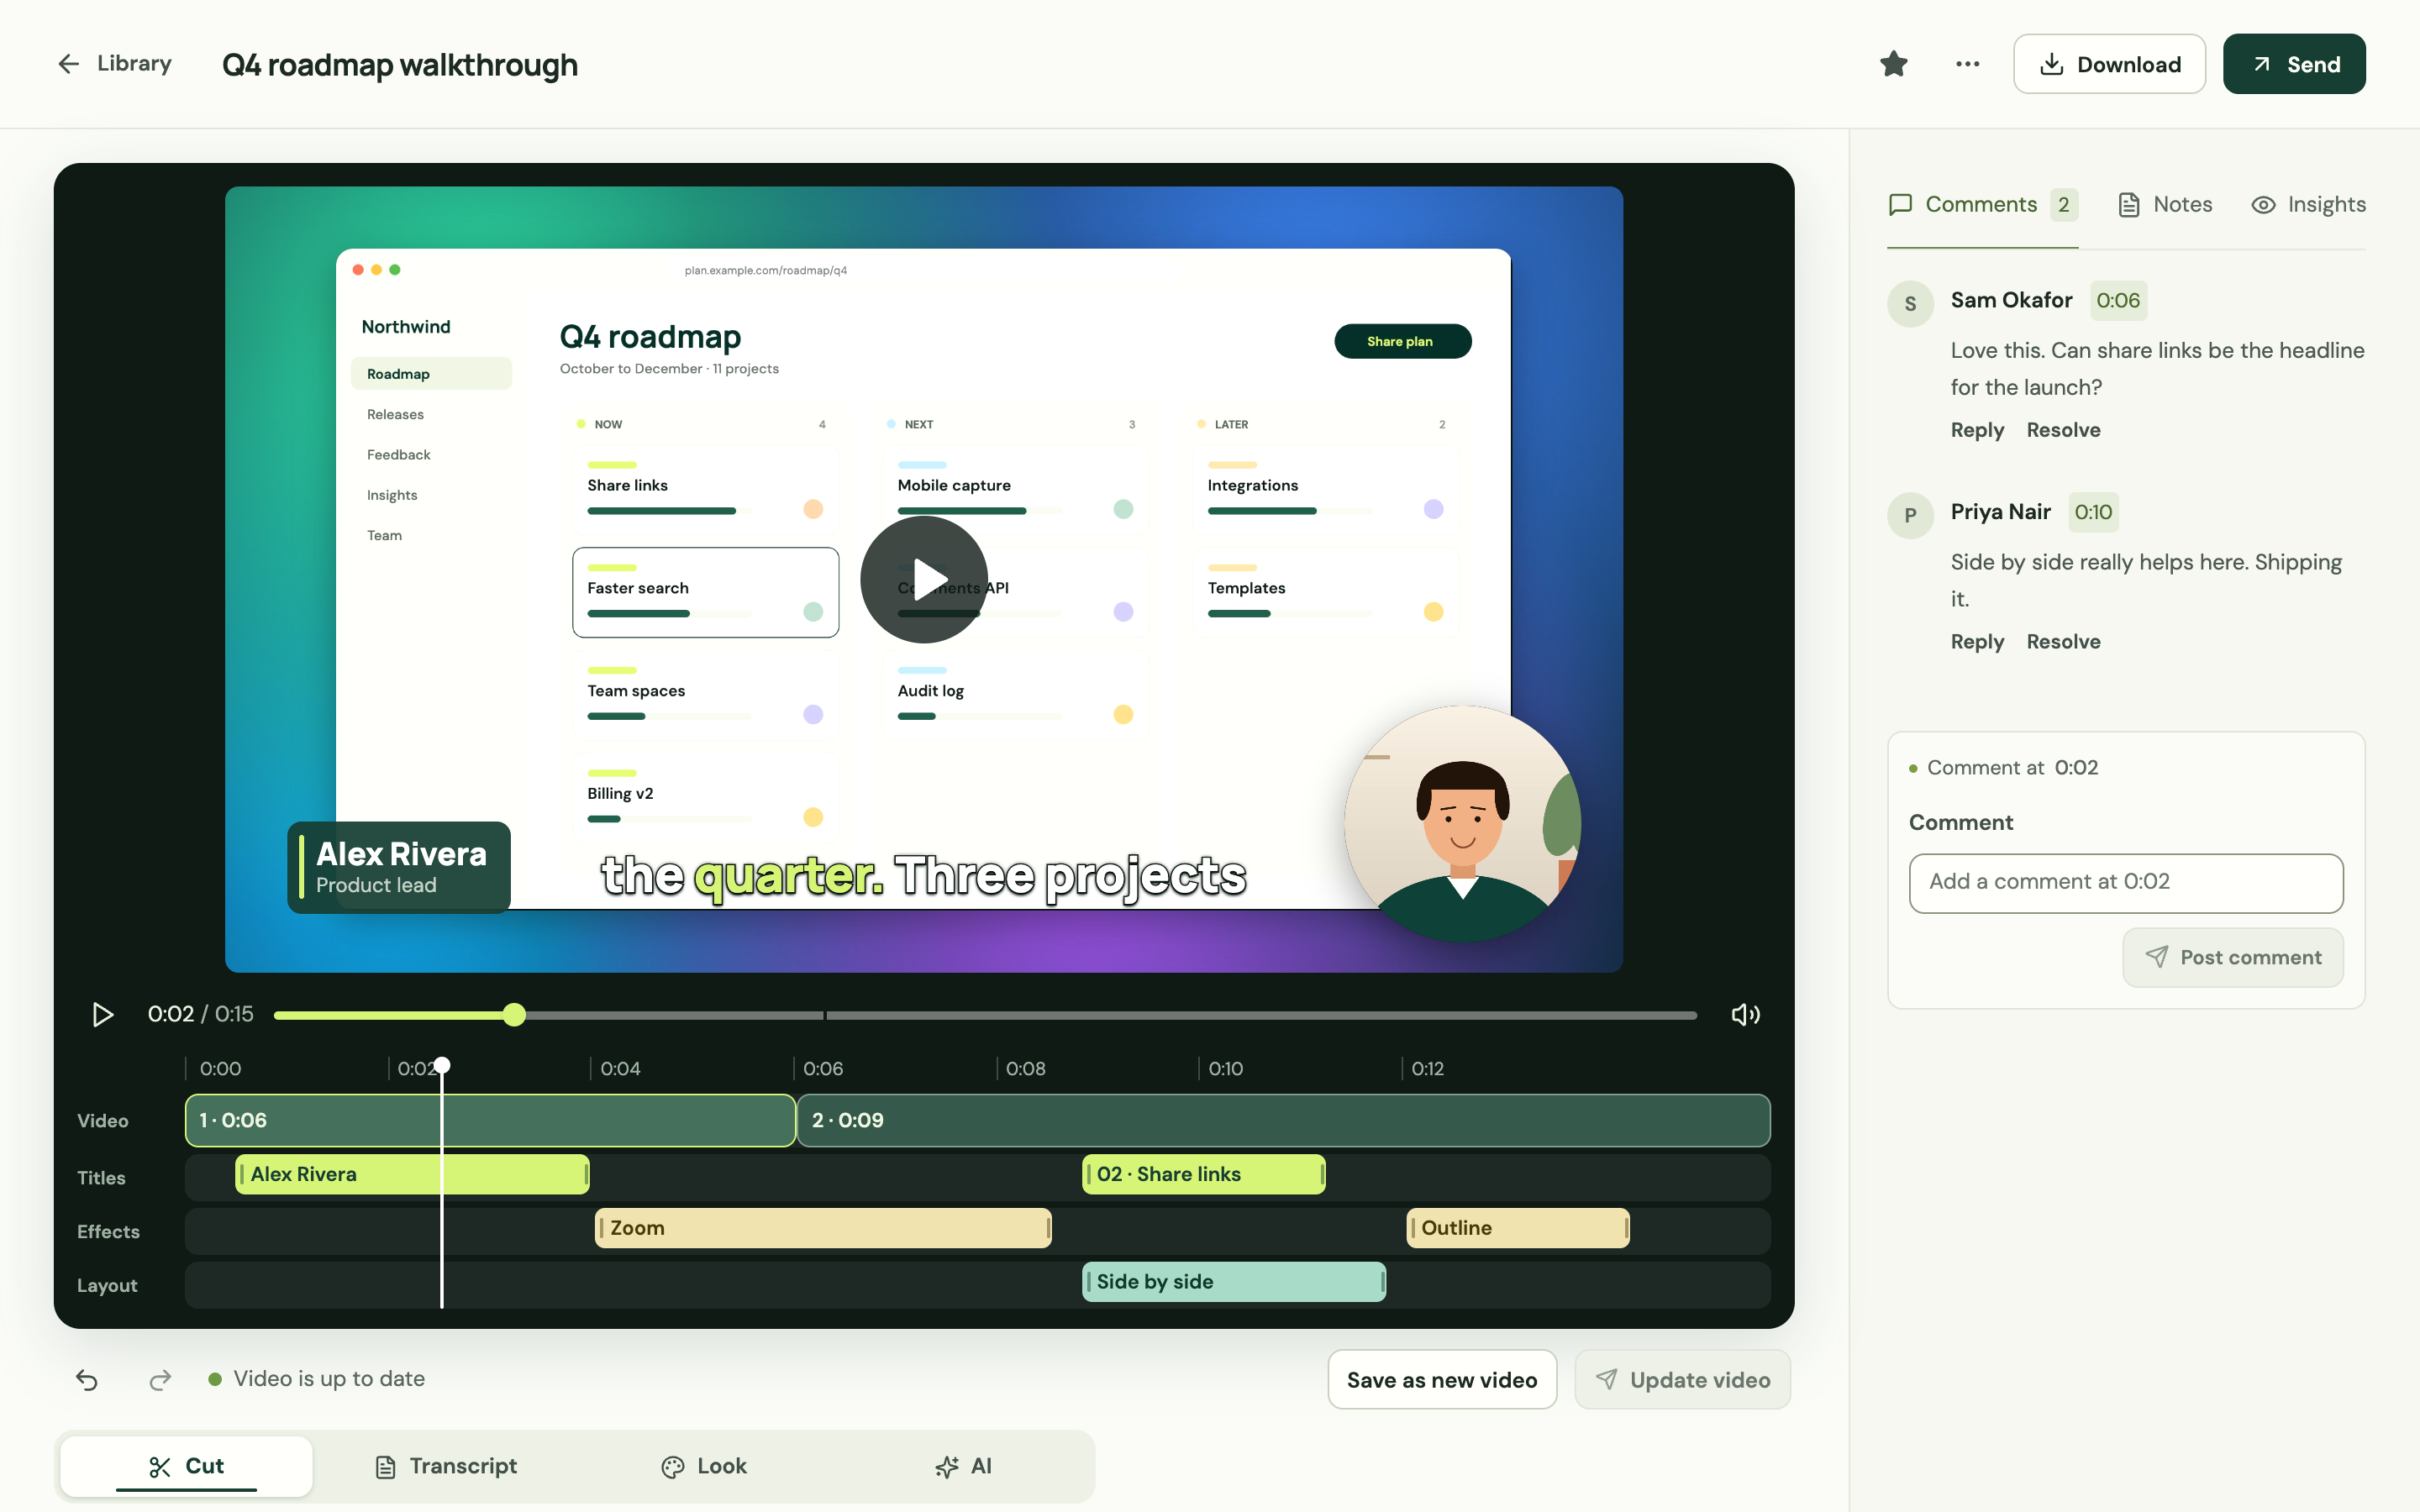 Library
Q4 roadmap walkthrough
Download
Send
plan.example.com/roadmap/q4
Northwind
Roadmap
Releases
Feedback
Insights
Team
Q4 roadmap
October to December · 11 projects
Share plan
NOW 4
Share links
Faster search
Team spaces
Billing v2
NEXT 3
Mobile capture
Comments API
Audit log
LATER 2
Integrations
Templates
Alex Rivera
Product lead
the quarter. Three projects
0:02 / 0:15
0:00 0:02 0:04 0:06 0:08 0:10 0:12
Video 1 · 0:06 2 · 0:09
Titles Alex Rivera 02 · Share links
Effects Zoom Outline
Layout Side by side
Video is up to date
Save as new video
Update video
Cut
Transcript
Look
AI
Comments 2
Notes
Insights
S Sam Okafor 0:06
Love this. Can share links be the headline
for the launch?
Reply Resolve
P Priya Nair 0:10
Side by side really helps here. Shipping
it.
Reply Resolve
Comment at 0:02
Comment
Add a comment at 0:02
Post comment